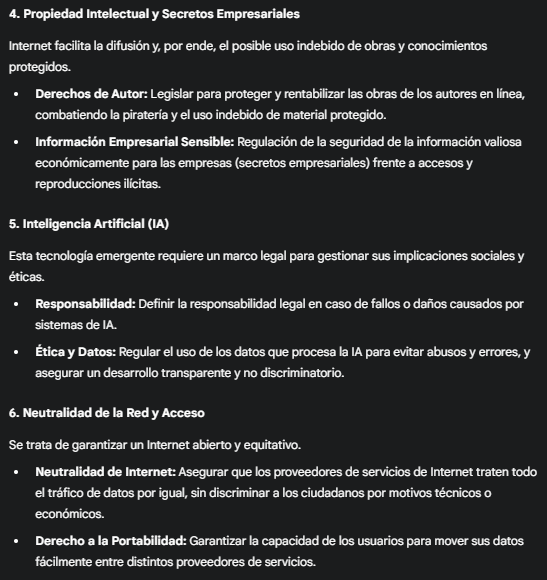 4. Propiedad Intelectual y Secretos Empresariales
Internet facilita la difusión y, por ende, el posible uso indebido de obras y conocimientos
protegidos.
• Derechos de Autor: Legislar para proteger y rentabilizar las obras de los autores en línea,
combatiendo la piratería y el uso indebido de material protegido.
• Información Empresarial Sensible: Regulación de la seguridad de la información valiosa
económicamente para las empresas (secretos empresariales) frente a accesos y
reproducciones ilícitas.
5. Inteligencia Artificial (IA)
Esta tecnología emergente requiere un marco legal para gestionar sus implicaciones sociales y
éticas.
• Responsabilidad: Definir la responsabilidad legal en caso de fallos o daños causados por
sistemas de IA.
• Ética y Datos: Regular el uso de los datos que procesa la IA para evitar abusos y errores, y
asegurar un desarrollo transparente y no discriminatorio.
6. Neutralidad de la Red y Acceso
Se trata de garantizar un Internet abierto y equitativo.
• Neutralidad de Internet: Asegurar que los proveedores de servicios de Internet traten todo
el tráfico de datos por igual, sin discriminar a los ciudadanos por motivos técnicos o
económicos.
• Derecho a la Portabilidad: Garantizar la capacidad de los usuarios para mover sus datos
fácilmente entre distintos proveedores de servicios.